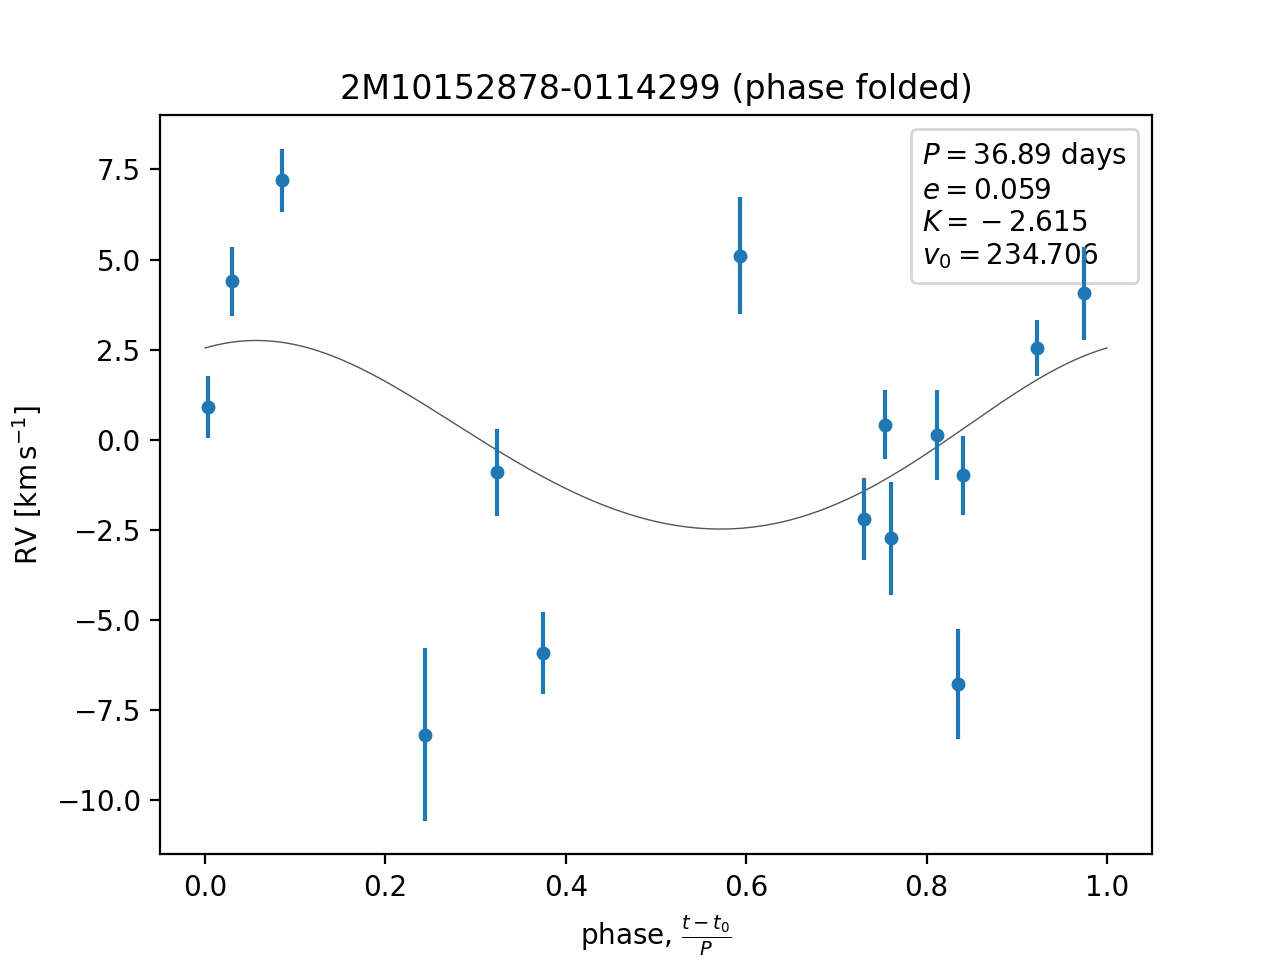 2M10152878-0114299 (phase folded)
P = 36.89 days
e = 0.059
K = −2.615
v₀ = 234.706
RV [km s⁻¹]
7.5
5.0
2.5
0.0
−2.5
−5.0
−7.5
−10.0
0.0 0.2 0.4 0.6 0.8 1.0
phase, (t − t₀)/P